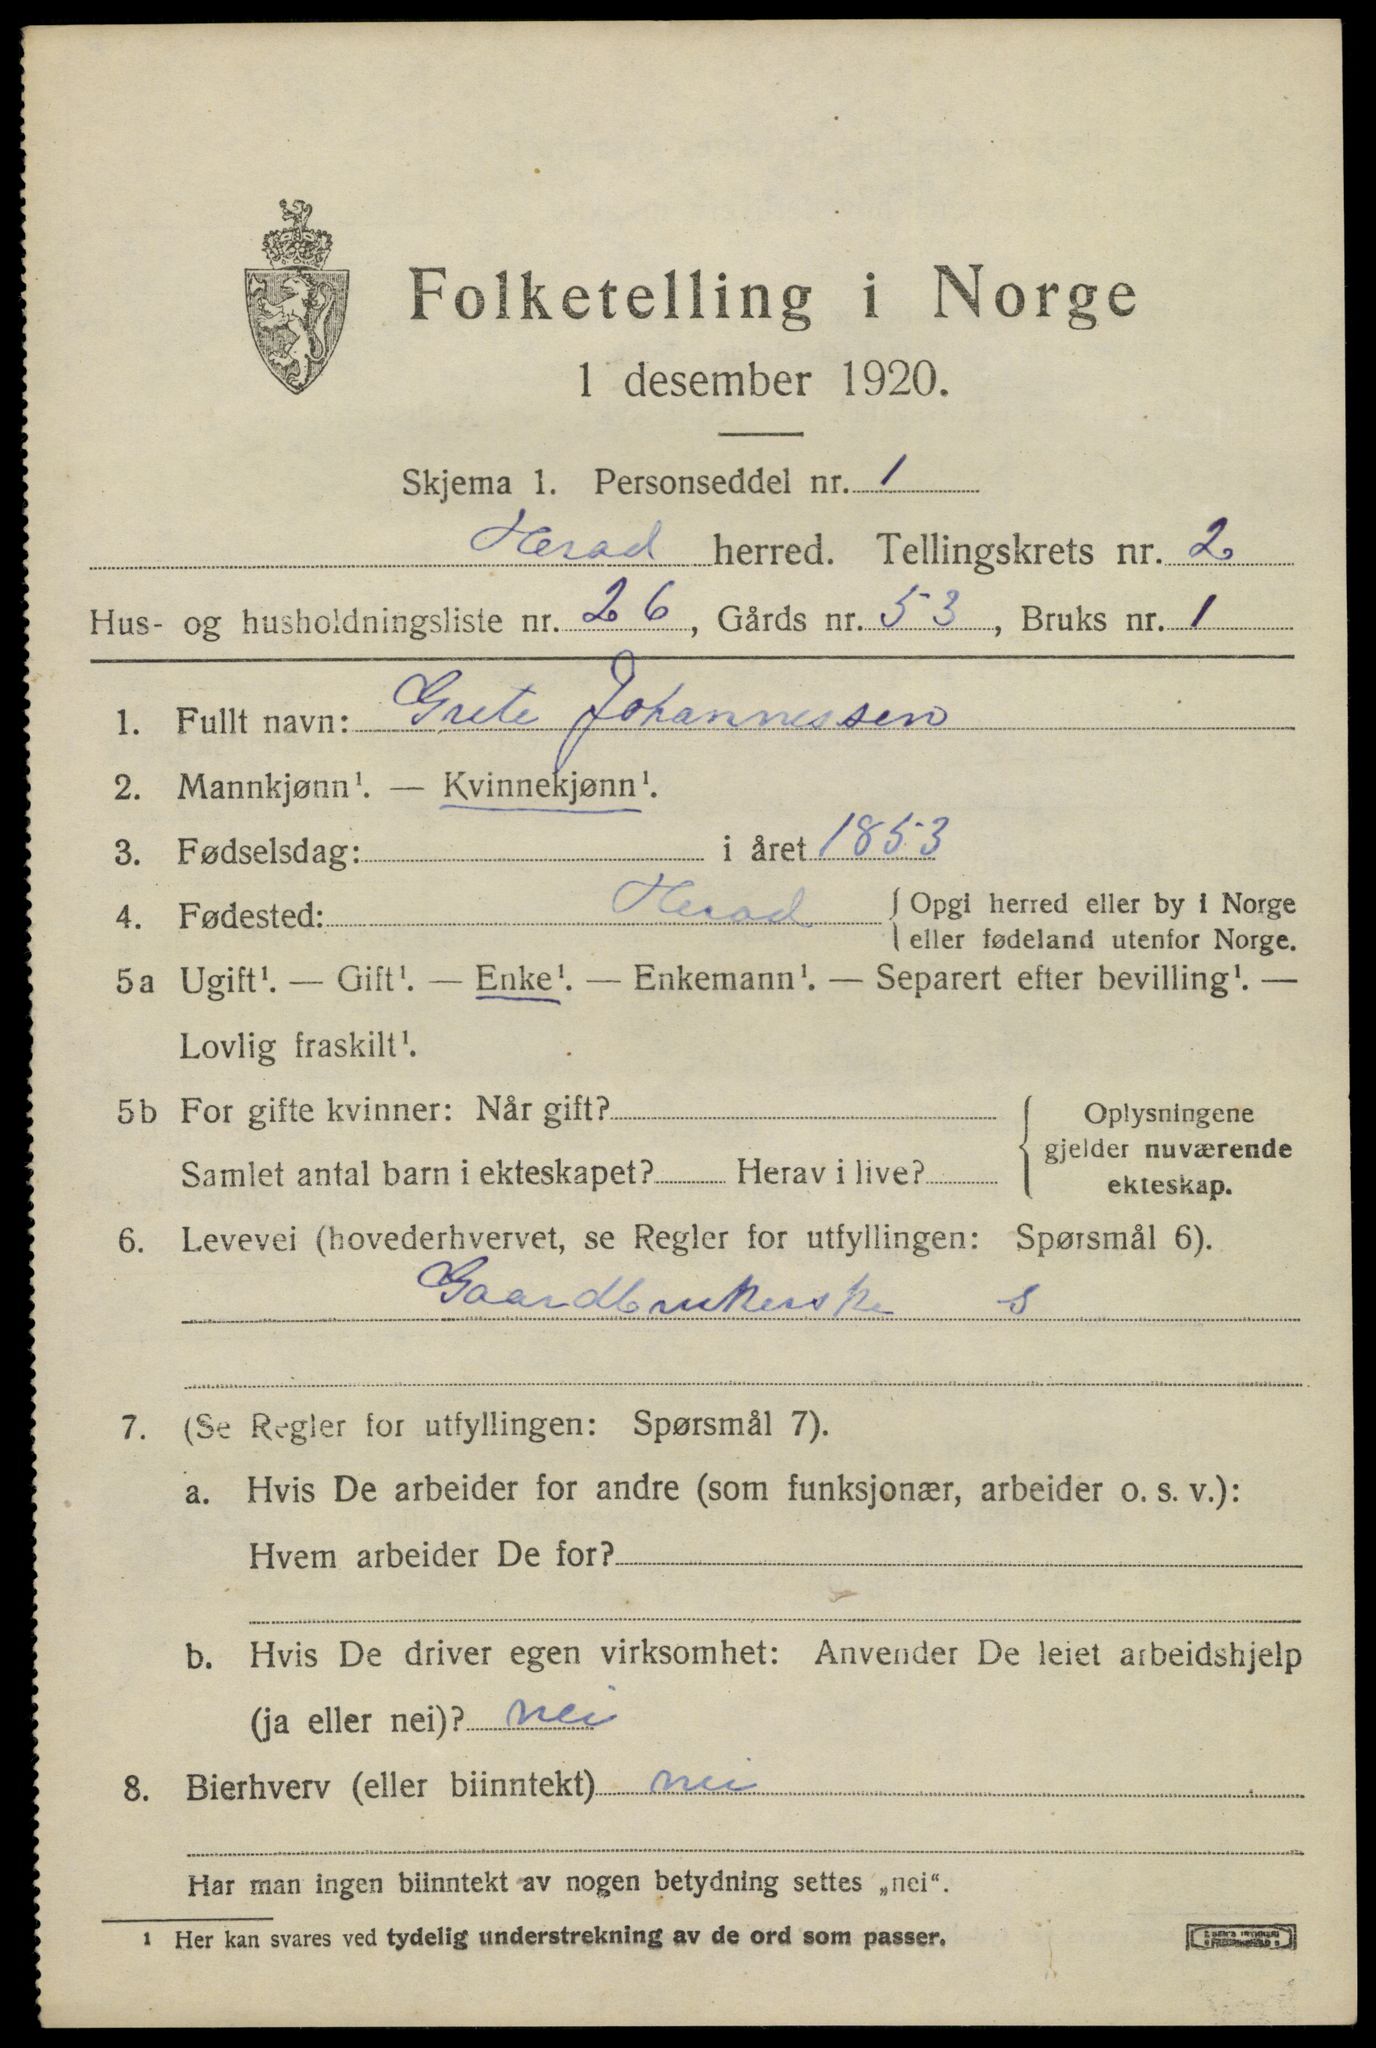 Folketelling i Norge
1 desember 1920.
Skjema 1. Personseddel nr. 1
Herad herred. Tellingskrets nr. 2
Hus- og husholdningsliste nr. 26, Gårds nr. 53, Bruks nr. 1
1. Fullt navn: Grete Johannessen
2. Mannkjønn¹. — Kvinnekjønn¹.
3. Fødselsdag: i året 1853
4. Fødested: Herad { Opgi herred eller by i Norge
eller fødeland utenfor Norge.
5a Ugift¹. — Gift¹. — Enke¹. — Enkemann¹. — Separert efter bevilling¹. —
Lovlig fraskilt¹.
5b For gifte kvinner: Når gift?
Samlet antal barn i ekteskapet? Herav i live?
Oplysningene
gjelder nuværende
ekteskap.
6. Levevei (hovederhvervet, se Regler for utfyllingen: Spørsmål 6).
Gaardbrukerske s
7. (Se Regler for utfyllingen: Spørsmål 7).
a. Hvis De arbeider for andre (som funksjonær, arbeider o. s. v.):
Hvem arbeider De for?
b. Hvis De driver egen virksomhet: Anvender De leiet arbeidshjelp
(ja eller nei)? nei
8. Bierhverv (eller biinntekt) nei
Har man ingen biinntekt av nogen betydning settes „nei“.
1 Her kan svares ved tydelig understrekning av de ord som passer.